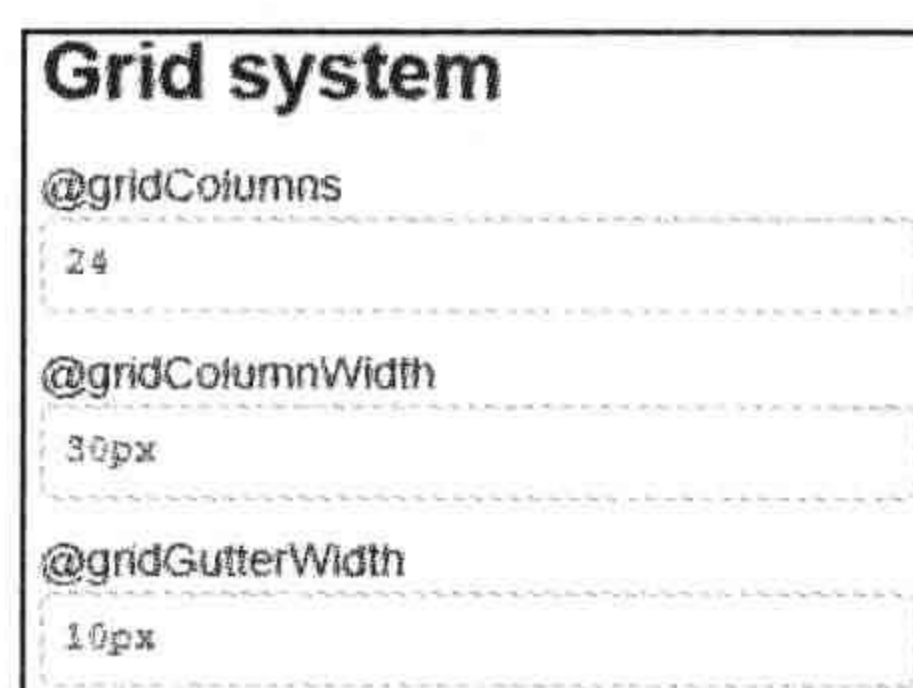 Grid system
@gridColumns
24
@gridColumnWidth
30px
@gridGutterWidth
10px